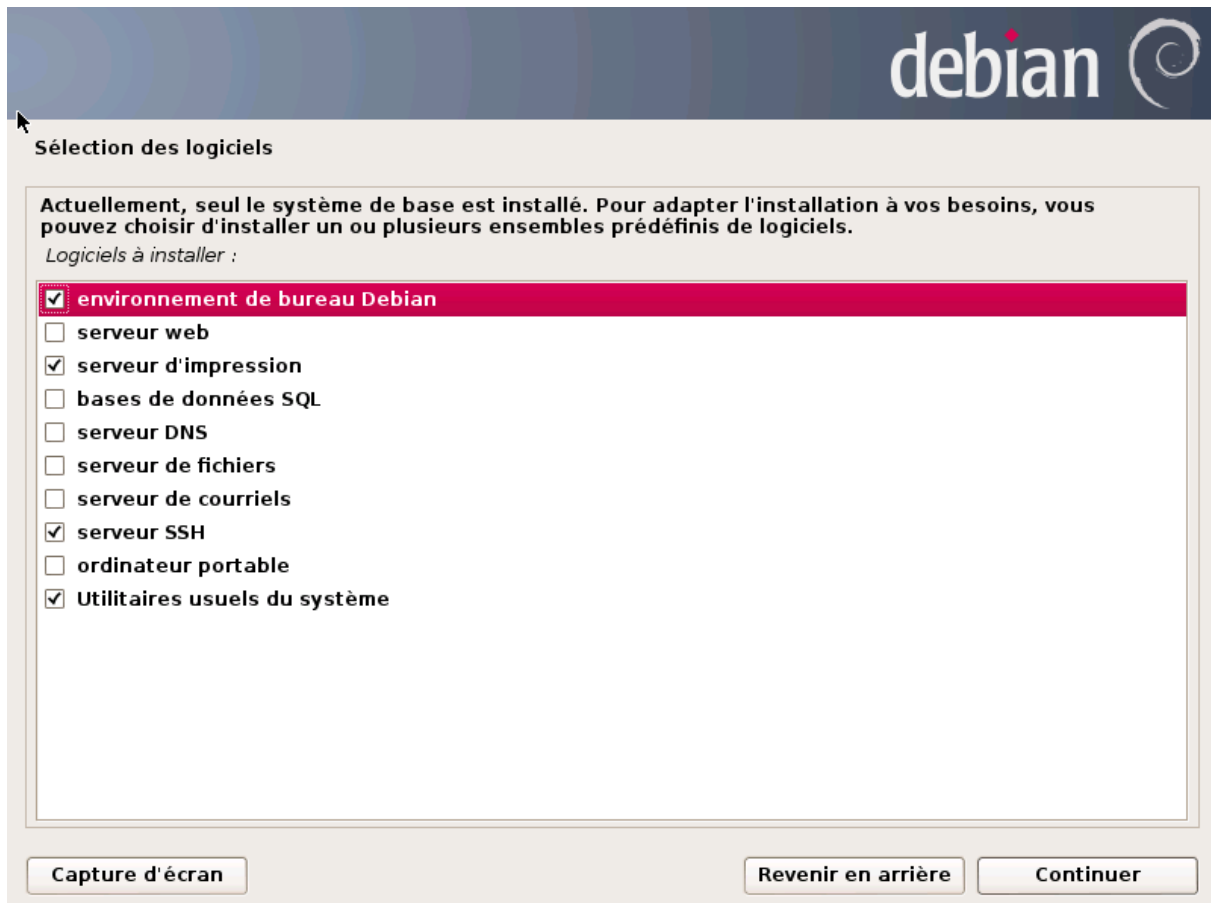 debian
Sélection des logiciels
Actuellement, seul le système de base est installé. Pour adapter l'installation à vos besoins, vous
pouvez choisir d'installer un ou plusieurs ensembles prédéfinis de logiciels.
Logiciels à installer :
environnement de bureau Debian
serveur web
serveur d'impression
bases de données SQL
serveur DNS
serveur de fichiers
serveur de courriels
serveur SSH
ordinateur portable
Utilitaires usuels du système
Capture d'écran
Revenir en arrière
Continuer